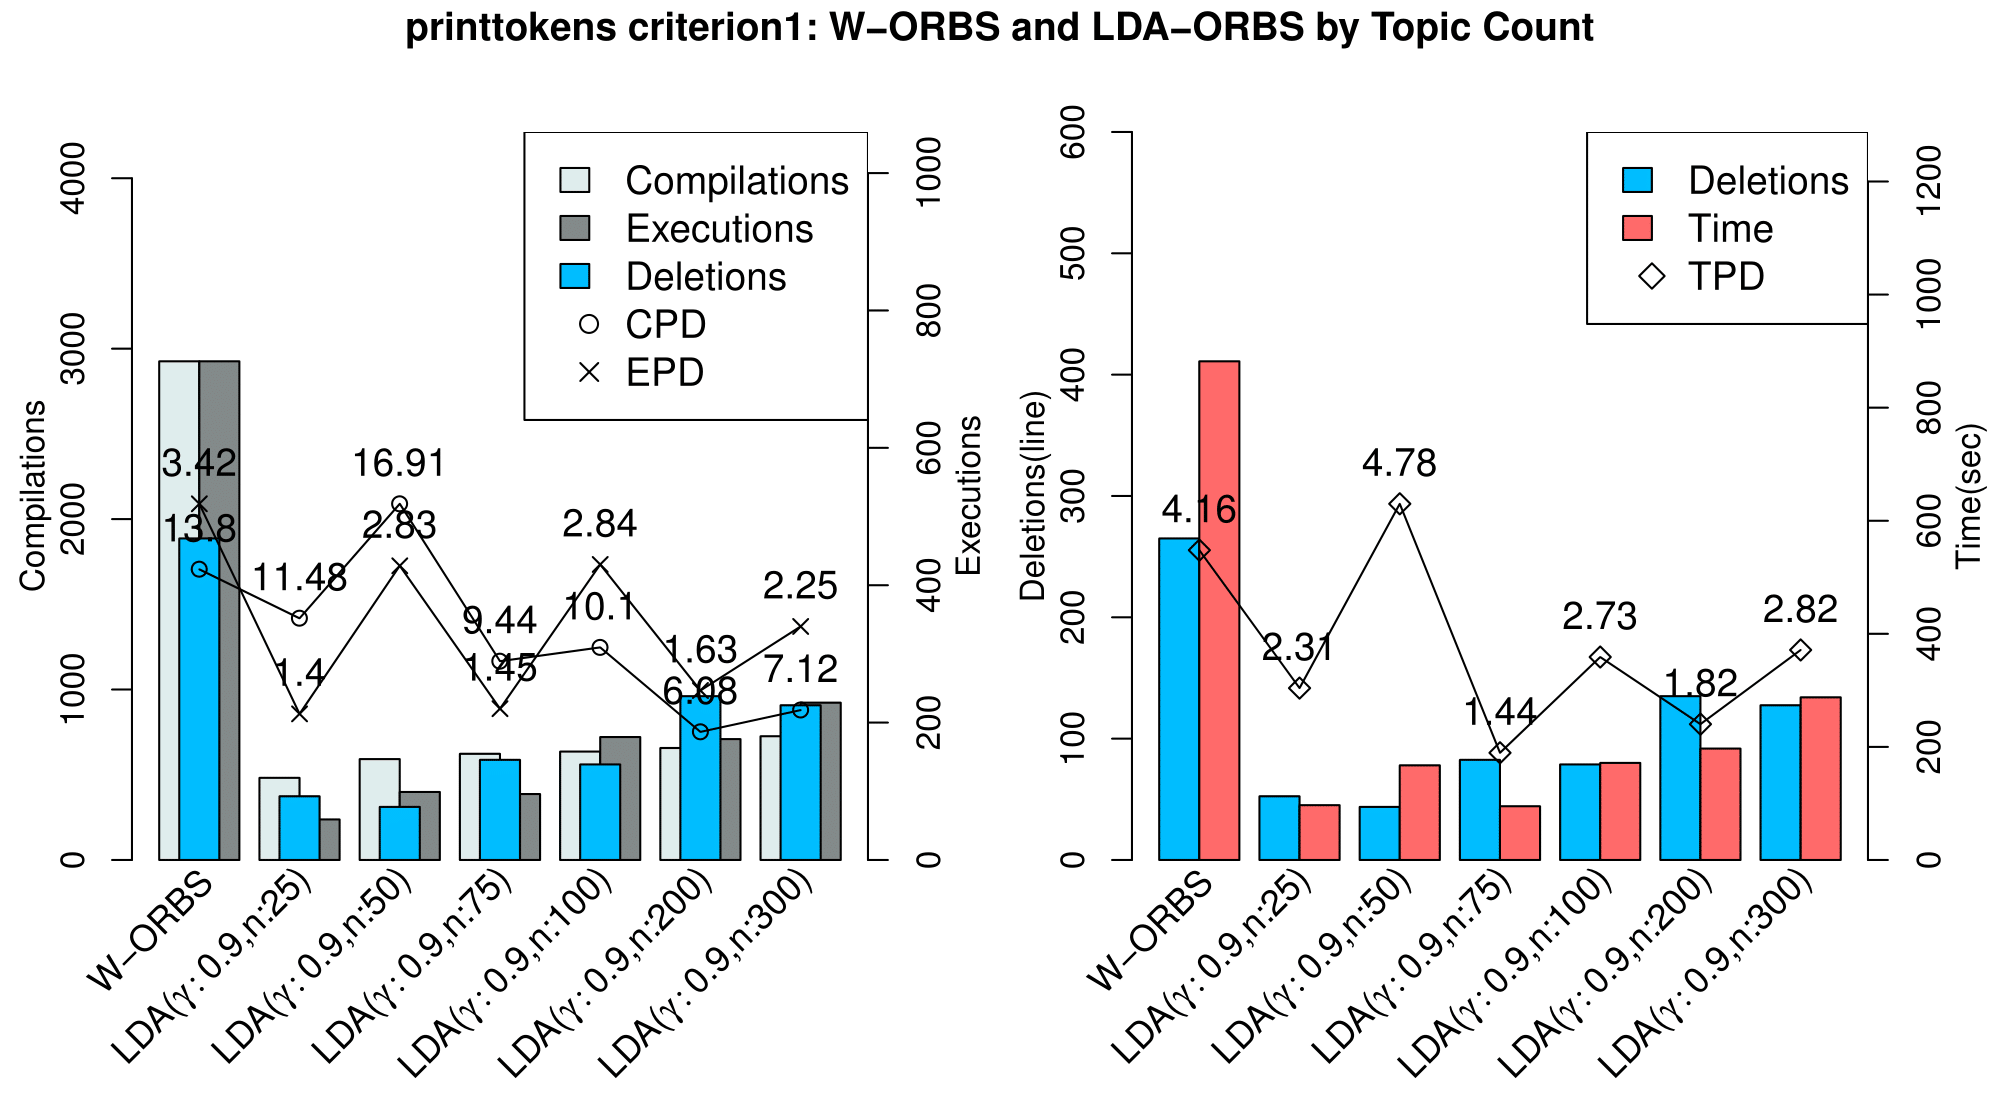 printtokens criterion1: W−ORBS and LDA−ORBS by Topic Count
Compilations
0
1000
2000
3000
4000
Compilations
Executions
Deletions
CPD
EPD
3.42
13.8
11.48
1.4
16.91
2.83
9.44
1.45
2.84
10.1
1.63
6.08
2.25
7.12
0
200
400
600
800
1000
Executions
W−ORBS
LDA(γ: 0.9,n:25)
LDA(γ: 0.9,n:50)
LDA(γ: 0.9,n:75)
LDA(γ: 0.9,n:100)
LDA(γ: 0.9,n:200)
LDA(γ: 0.9,n:300)
Deletions(line)
0
100
200
300
400
500
600
Deletions
Time
TPD
4.16
2.31
4.78
1.44
2.73
1.82
2.82
0
200
400
600
800
1000
1200
Time(sec)
W−ORBS
LDA(γ: 0.9,n:25)
LDA(γ: 0.9,n:50)
LDA(γ: 0.9,n:75)
LDA(γ: 0.9,n:100)
LDA(γ: 0.9,n:200)
LDA(γ: 0.9,n:300)